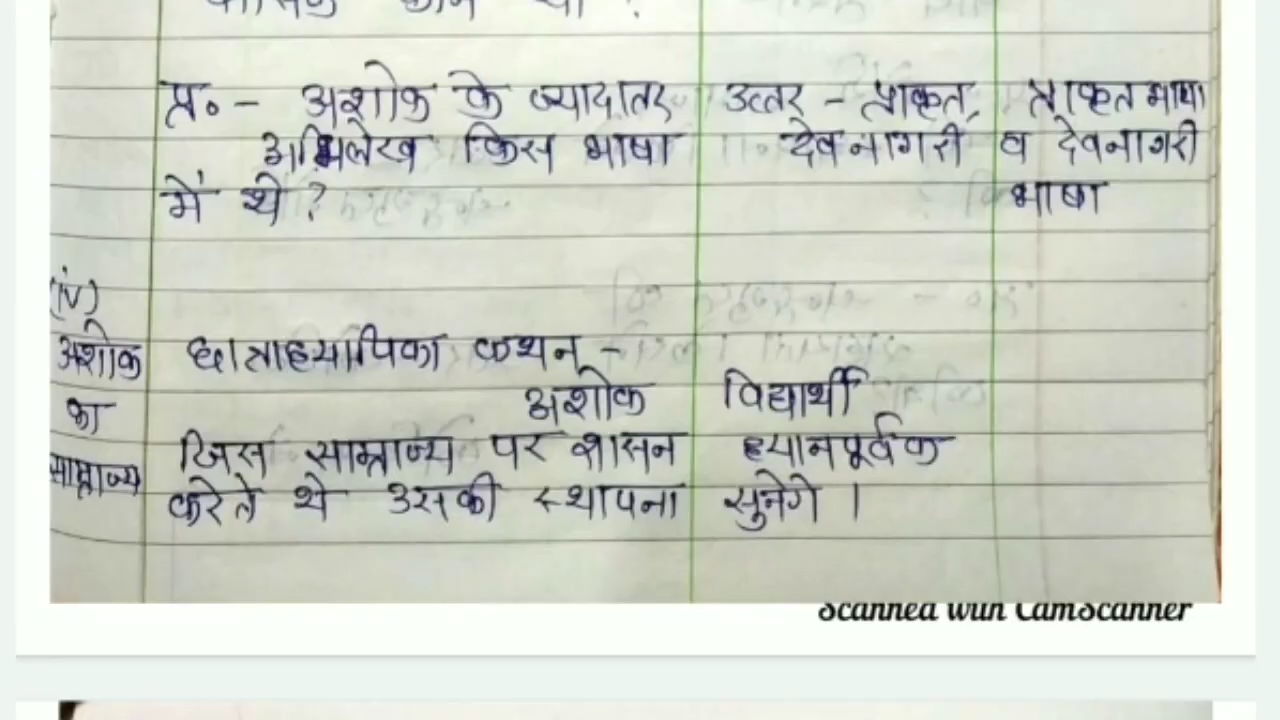 प्र०- अशोक के ज्यादातर उत्तर - प्राकृत, प्राकृत भाषा
अभिलेख किस भाषा देवनागरी व देवनागरी
में थे? भाषा
(iv)
अशोक छात्राध्यापिका कथन -
का अशोक विद्यार्थी
साम्राज्य जिस साम्राज्य पर शासन ध्यानपूर्वक
करेते थे उसकी स्थापना सुनेगे ।
Scanned with CamScanner